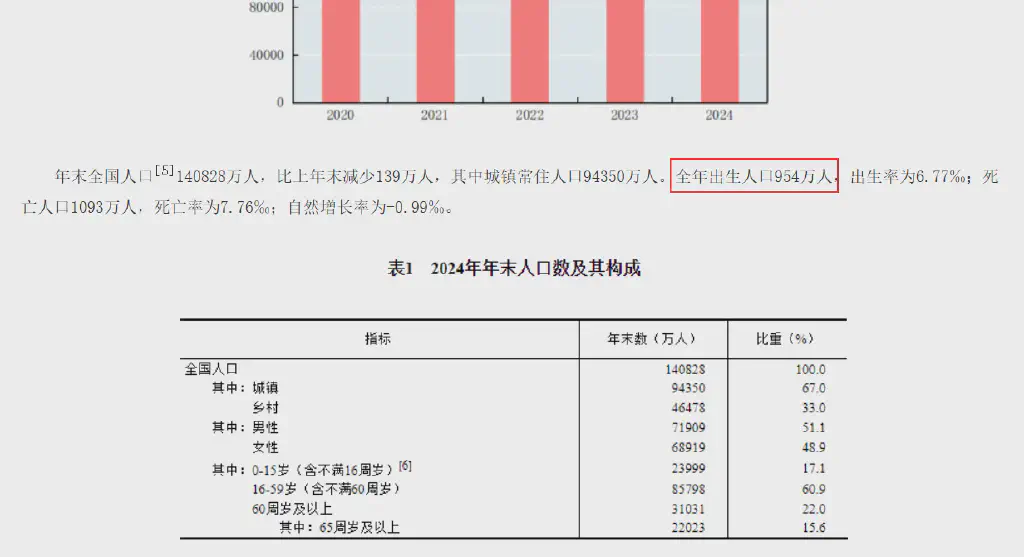 80000
40000
0
2020 2021 2022 2023 2024
年末全国人口[5]140828万人，比上年末减少139万人，其中城镇常住人口94350万人。全年出生人口954万人，出生率为6.77‰；死
亡人口1093万人，死亡率为7.76‰；自然增长率为-0.99‰。
表1 2024年年末人口数及其构成
指标 年末数（万人） 比重（%）
全国人口 140828 100.0
其中：城镇 94350 67.0
乡村 46478 33.0
其中：男性 71909 51.1
女性 68919 48.9
其中：0-15岁（含不满16周岁）[6] 23999 17.1
16-59岁（含不满60周岁） 85798 60.9
60周岁及以上 31031 22.0
其中：65周岁及以上 22023 15.6